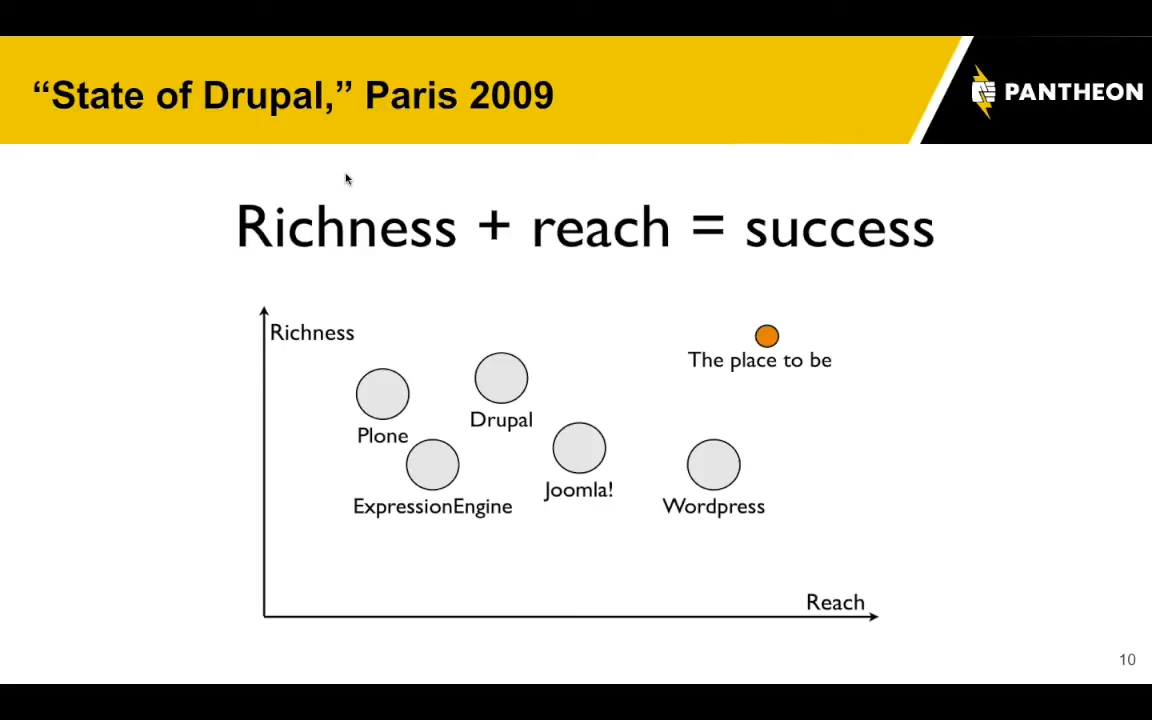 “State of Drupal,” Paris 2009
PANTHEON
Richness + reach = success
Richness
The place to be
Drupal
Plone
Joomla!
ExpressionEngine
Wordpress
Reach
10